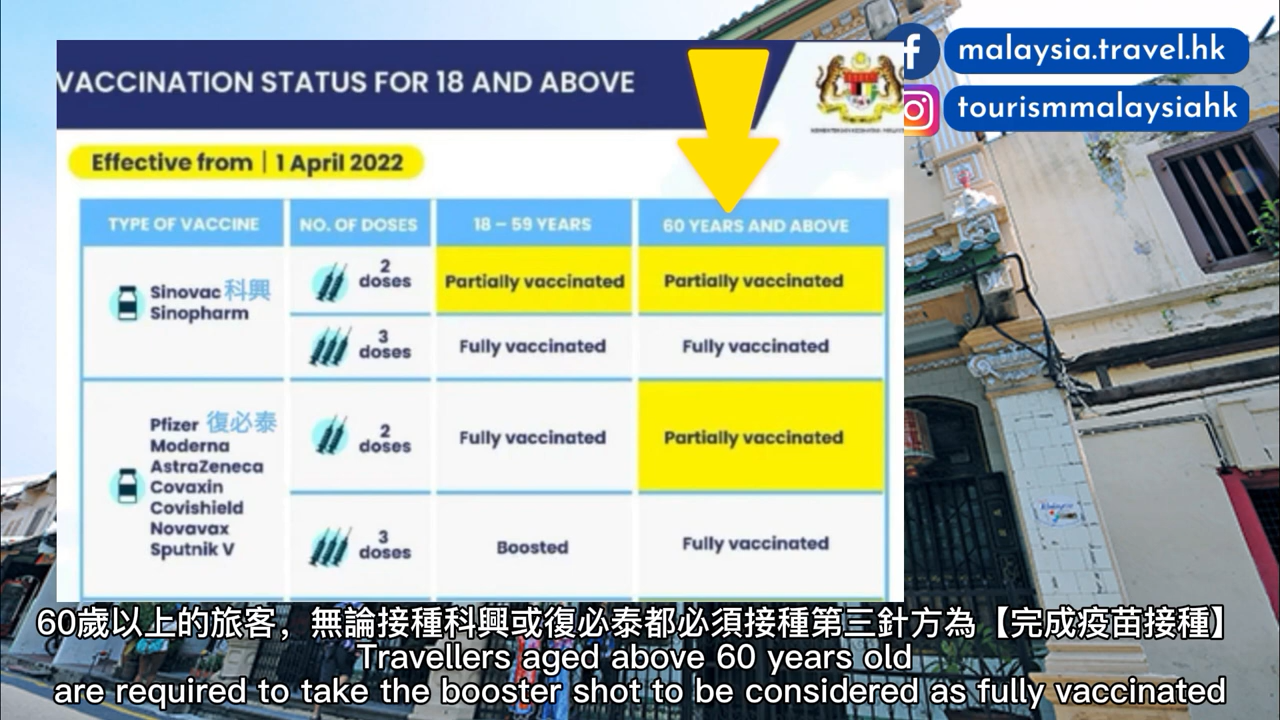 malaysia.travel.hk
tourismmalaysiahk
VACCINATION STATUS FOR 18 AND ABOVE
KEMENTERIAN KESIHATAN MALAYSIA
Effective from | 1 April 2022
TYPE OF VACCINE
NO. OF DOSES
18 – 59 YEARS
60 YEARS AND ABOVE
Sinovac 科興
Sinopharm
2 doses
Partially vaccinated
Partially vaccinated
3 doses
Fully vaccinated
Fully vaccinated
Pfizer 復必泰
Moderna
AstraZeneca
Covaxin
Covishield
Novavax
Sputnik V
2 doses
Fully vaccinated
Partially vaccinated
3 doses
Boosted
Fully vaccinated
60歲以上的旅客，無論接種科興或復必泰都必須接種第三針方為【完成疫苗接種】
Travellers aged above 60 years old
are required to take the booster shot to be considered as fully vaccinated